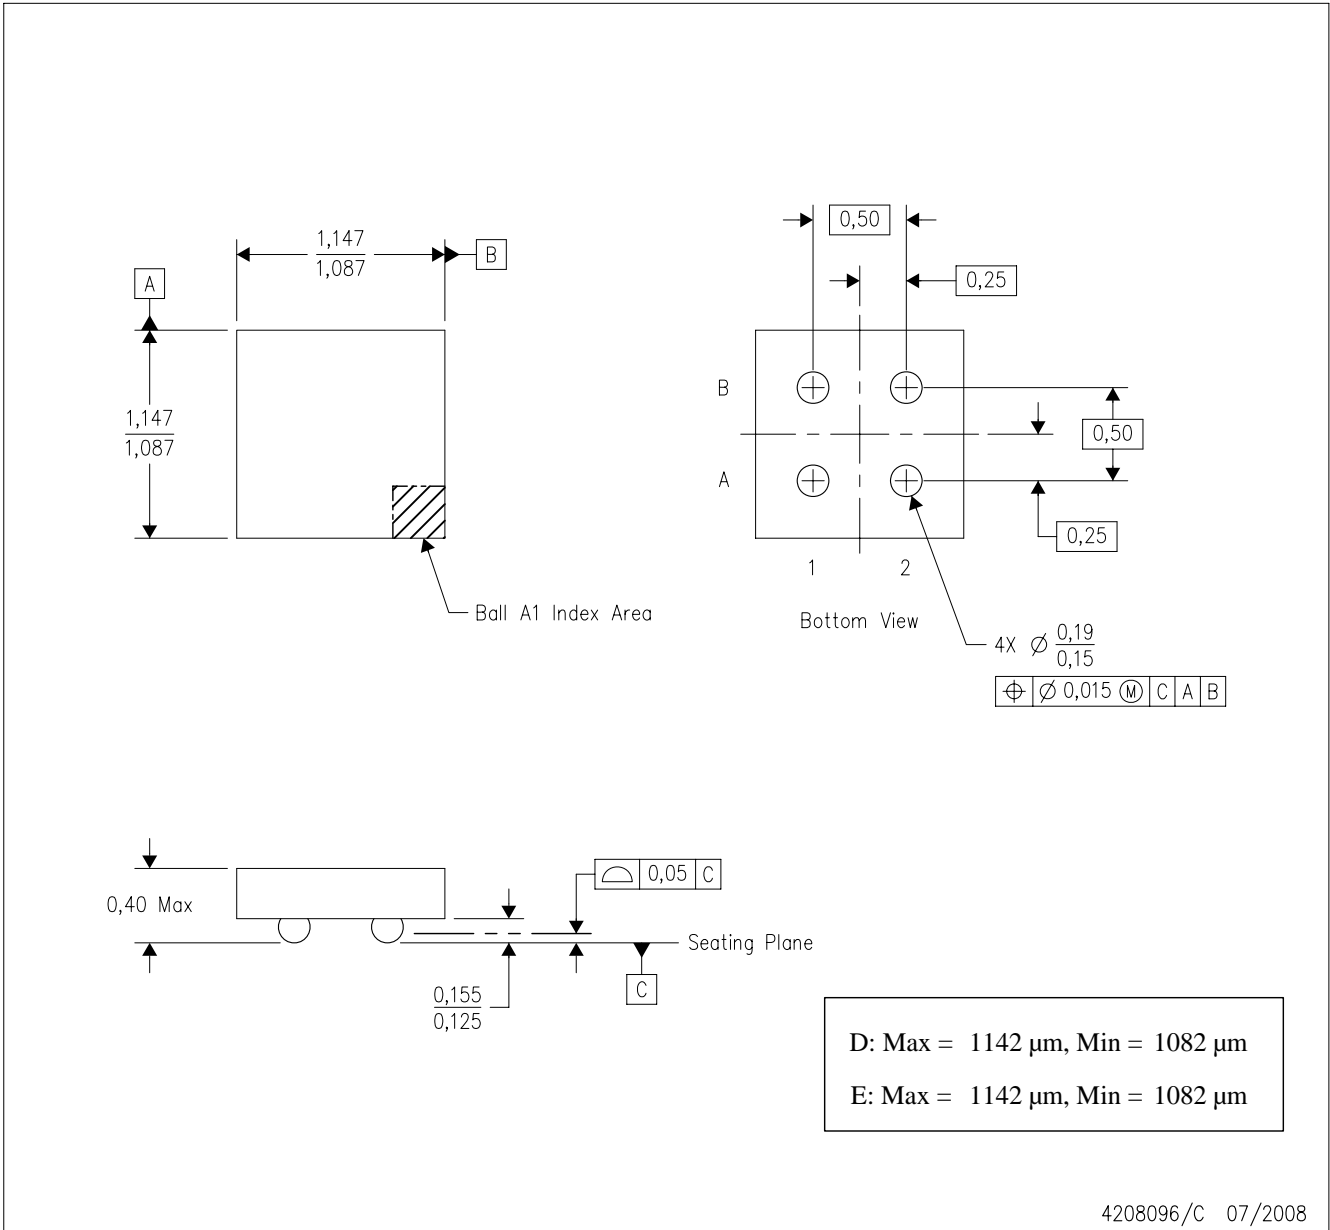 0,50
1,147
1,087
B
A
0,25
1,147
1,087
B
0,50
A
0,25
1 2
Ball A1 Index Area
Bottom View
4X Ø 0,19
0,15
⌖ Ø 0,015 Ⓜ C A B
0,05 C
0,40 Max
Seating Plane
0,155
0,125
C
D: Max = 1142 µm, Min = 1082 µm
E: Max = 1142 µm, Min = 1082 µm
4208096/C 07/2008